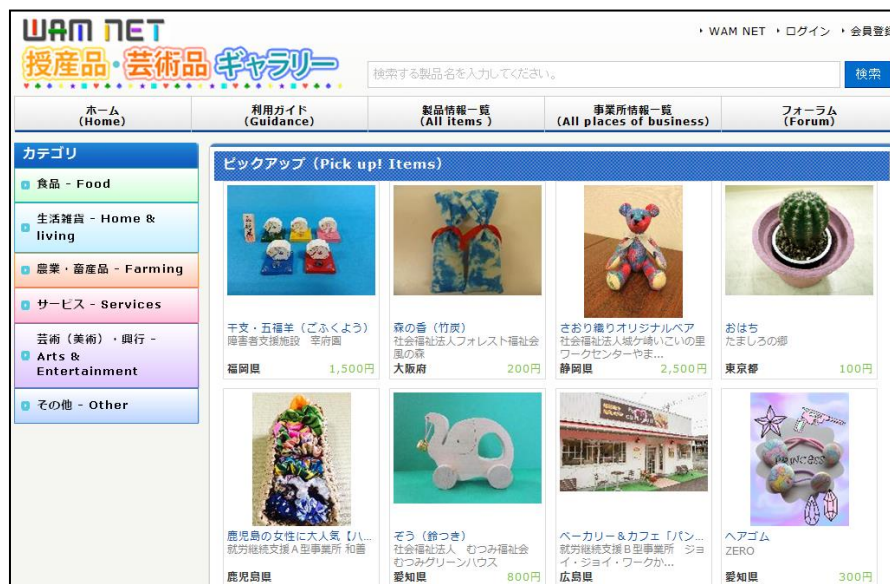 WAM NET
WAM NET ログイン 会員登録
授産品・芸術品ギャラリー
検索する製品名を入力してください。
検索
ホーム
(Home)
利用ガイド
(Guidance)
製品情報一覧
(All items )
事業所情報一覧
(All places of business)
フォーラム
(Forum)
カテゴリ
食品 - Food
生活雑貨 - Home &
living
農業・畜産品 - Farming
サービス - Services
芸術（美術）・興行 -
Arts &
Entertainment
その他 - Other
ピックアップ（Pick up! Items）
干支・五福羊（ごふくよう）
障害者支援施設 宰府園
福岡県 1,500円
森の香（竹炭）
社会福祉法人フォレスト福祉会
風の森
大阪府 200円
さおり織りオリジナルベア
社会福祉法人城ケ崎いこいの里
ワークセンターやま...
静岡県 2,500円
おはち
たましろの郷
東京都 100円
鹿児島の女性に大人気【ハ...
就労継続支援A型事業所 和善
鹿児島県
ぞう（鈴つき）
社会福祉法人 むつみ福祉会
むつみグリーンハウス
愛知県 800円
ベーカリー＆カフェ「パン...
就労継続支援B型事業所 ジョ
イ・ジョイ・ワークか...
広島県
PRINCESS
ヘアゴム
ZERO
愛知県 300円